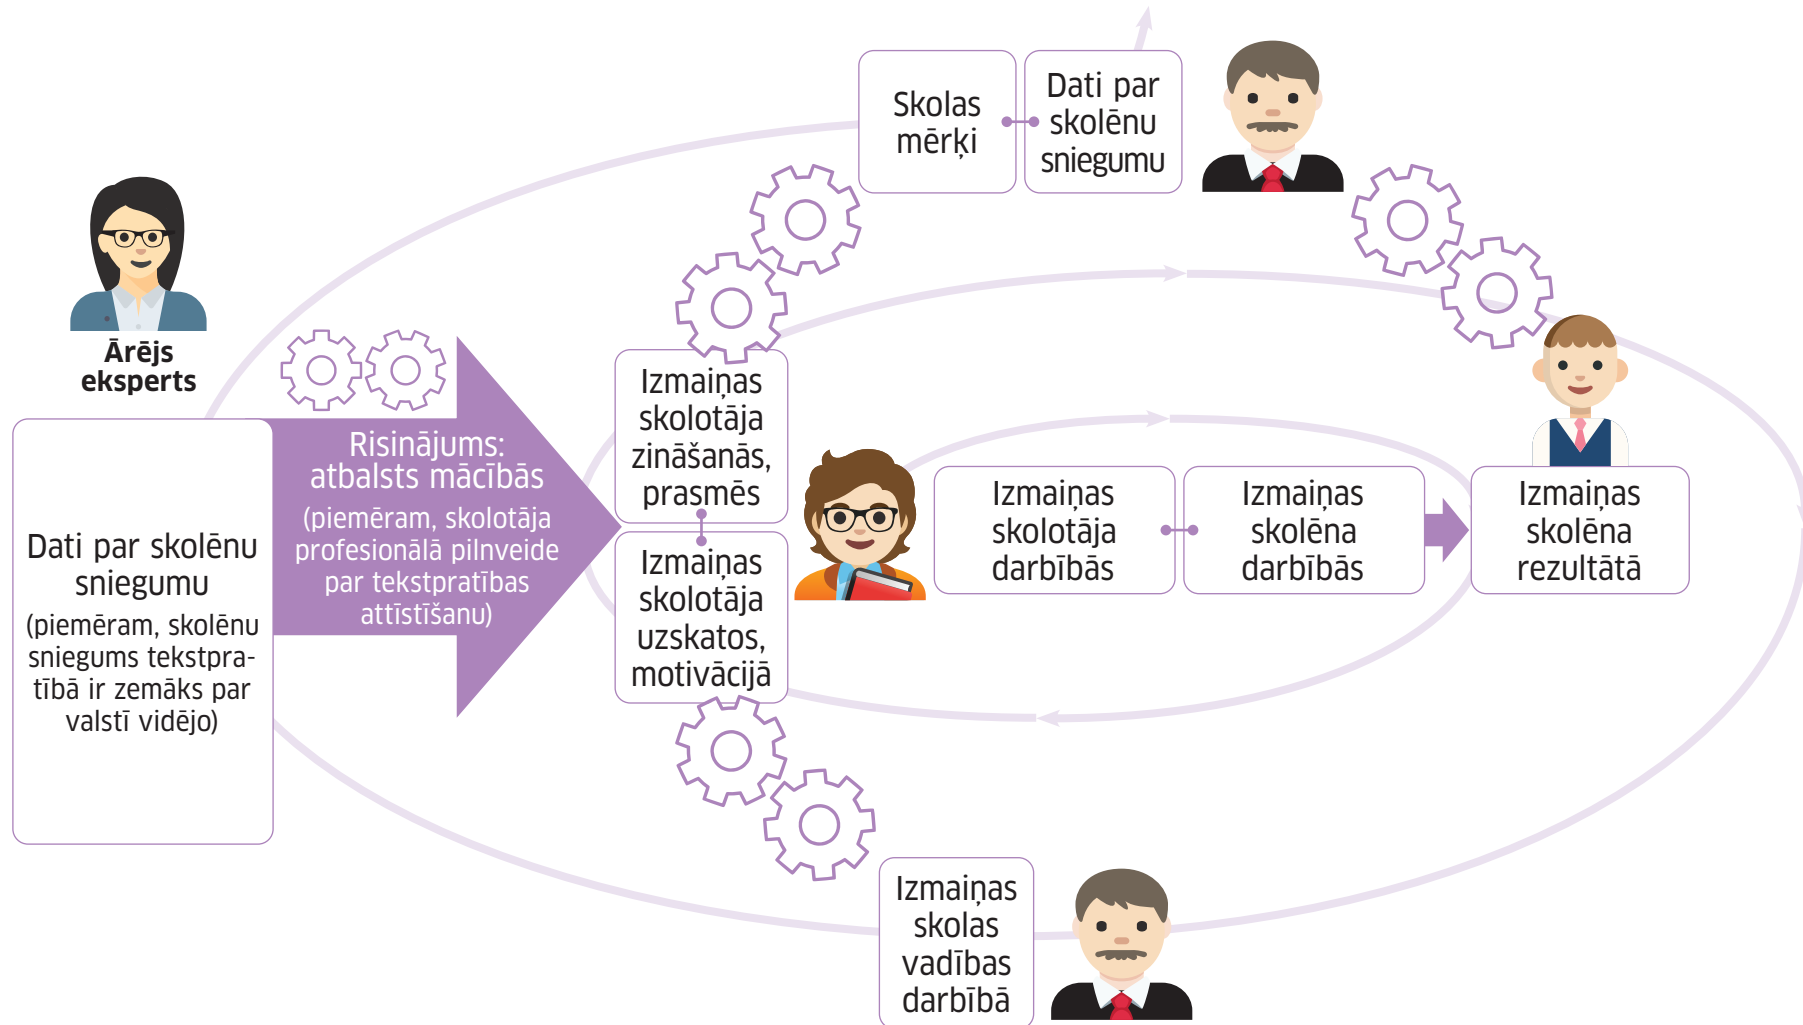 Skolas
mērķi
Dati par
skolēnu
sniegumu
Ārējs
eksperts
Dati par skolēnu
sniegumu
(piemēram, skolēnu
sniegums tekstpra-
tībā ir zemāks par
valstī vidējo)
Risinājums:
atbalsts mācībās
(piemēram, skolotāja
profesionālā pilnveide
par tekstpratības
attīstīšanu)
Izmaiņas
skolotāja
zināšanās,
prasmēs
Izmaiņas
skolotāja
uzskatos,
motivācijā
Izmaiņas
skolotāja
darbībās
Izmaiņas
skolēna
darbībās
Izmaiņas
skolēna
rezultātā
Izmaiņas
skolas
vadības
darbībā